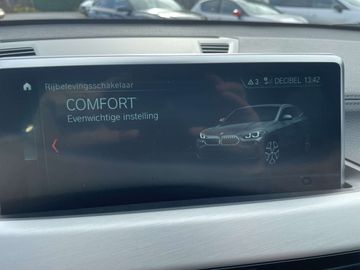 Rijbelevingsschakelaar
3 DECIBEL 13:42
COMFORT
Evenwichtige instelling